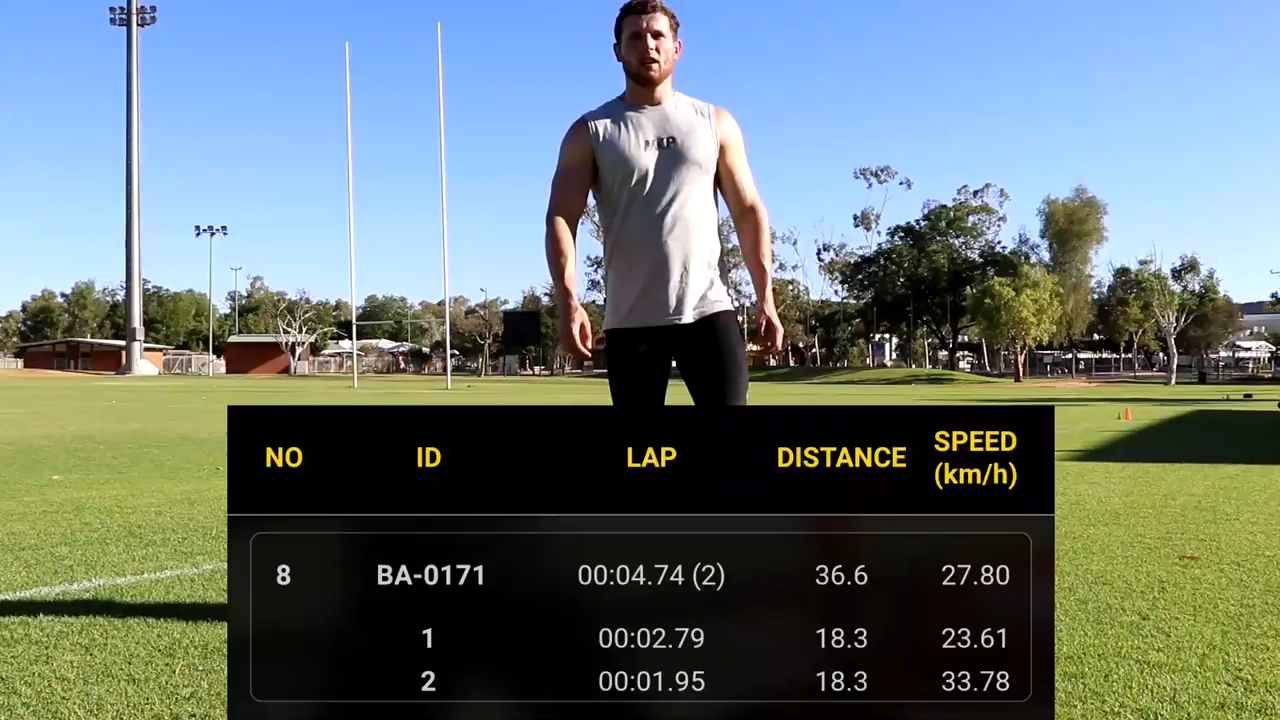 NO ID LAP DISTANCE SPEED (km/h)
8 BA-0171 00:04.74 (2) 36.6 27.80
1 00:02.79 18.3 23.61
2 00:01.95 18.3 33.78